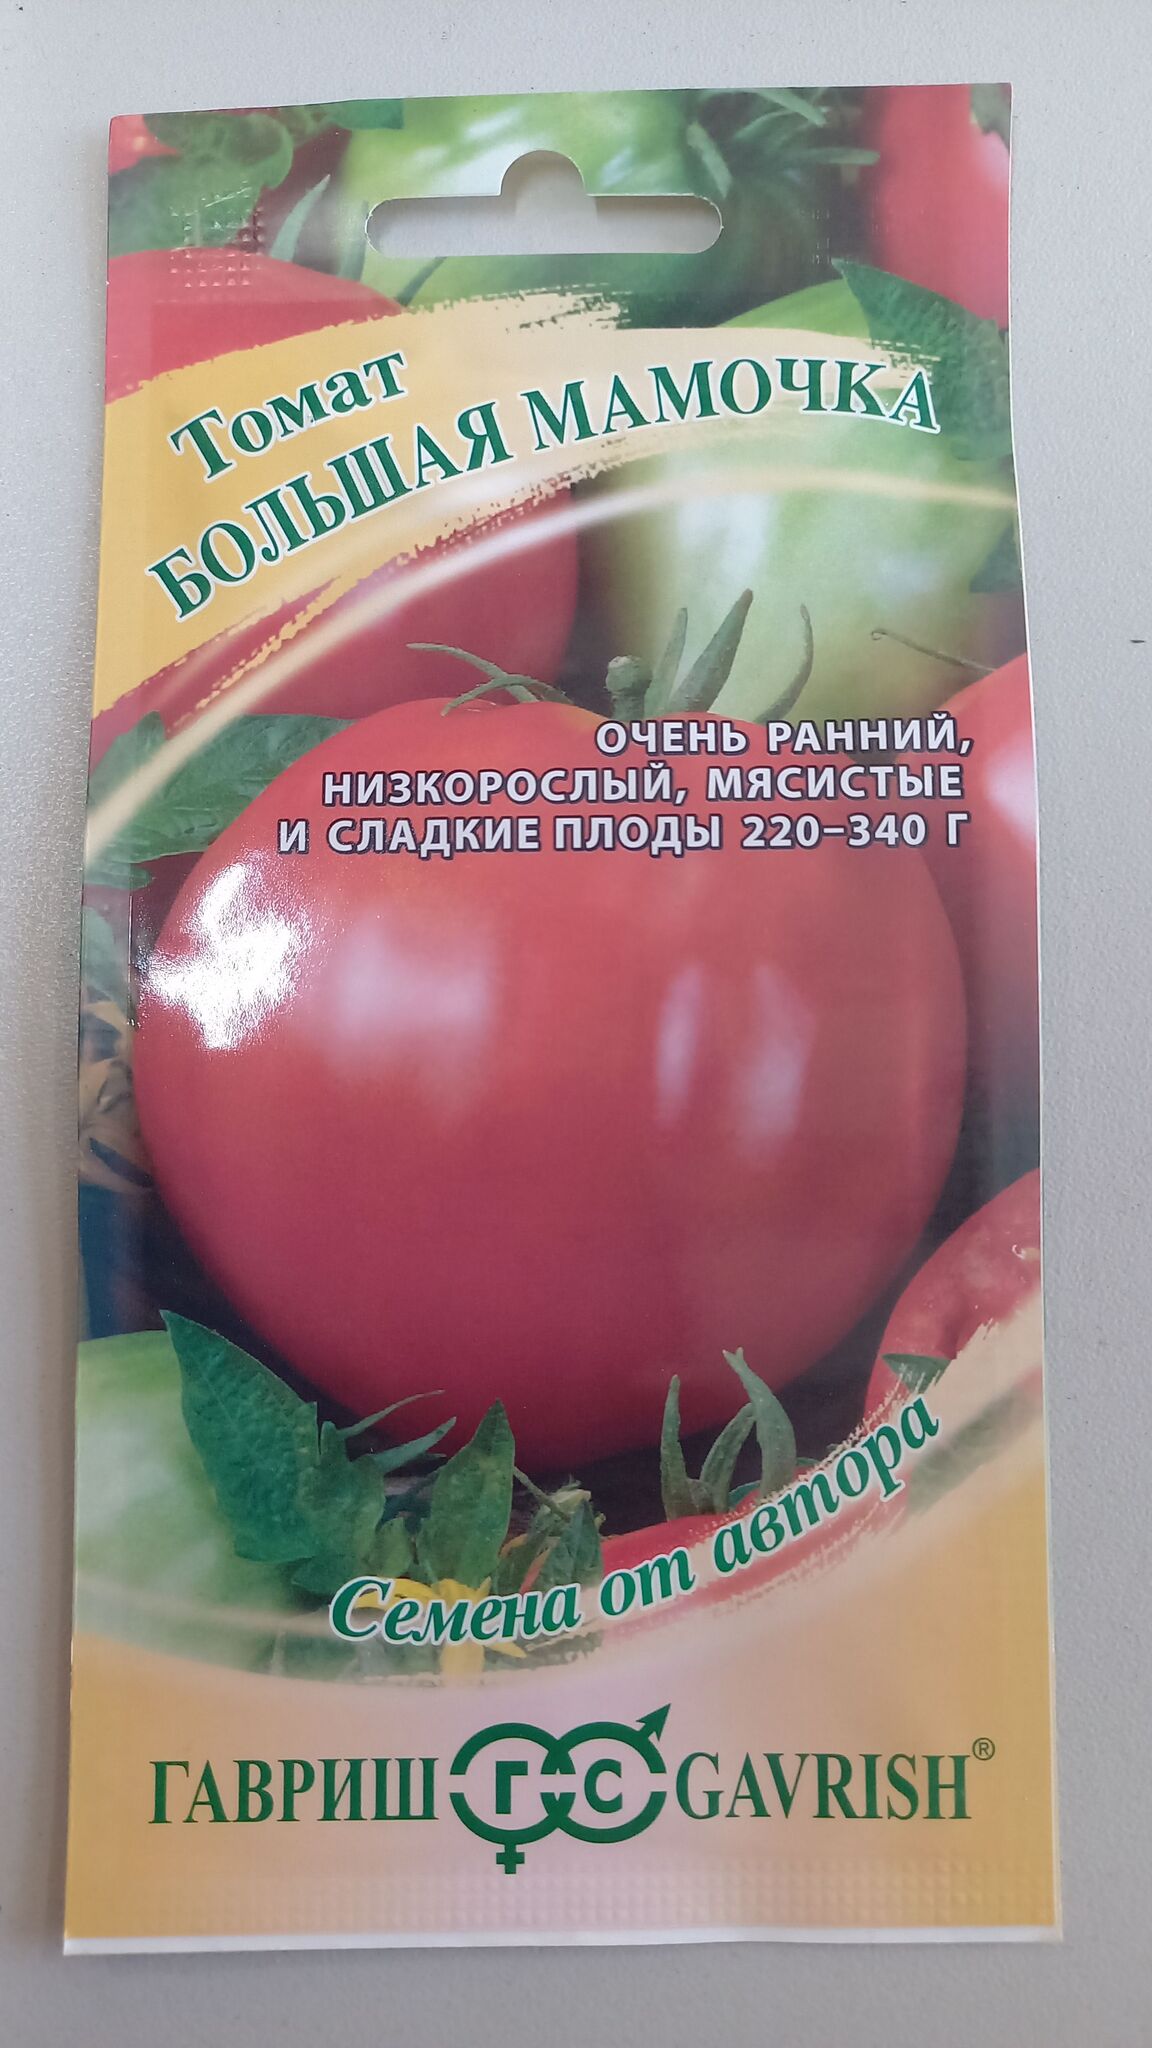 Томат
БОЛЬШАЯ МАМОЧКА
ОЧЕНЬ РАННИЙ,
НИЗКОРОСЛЫЙ, МЯСИСТЫЕ
И СЛАДКИЕ ПЛОДЫ 220–340 Г
Семена от автора
ГАВРИШ ГС GAVRISH®